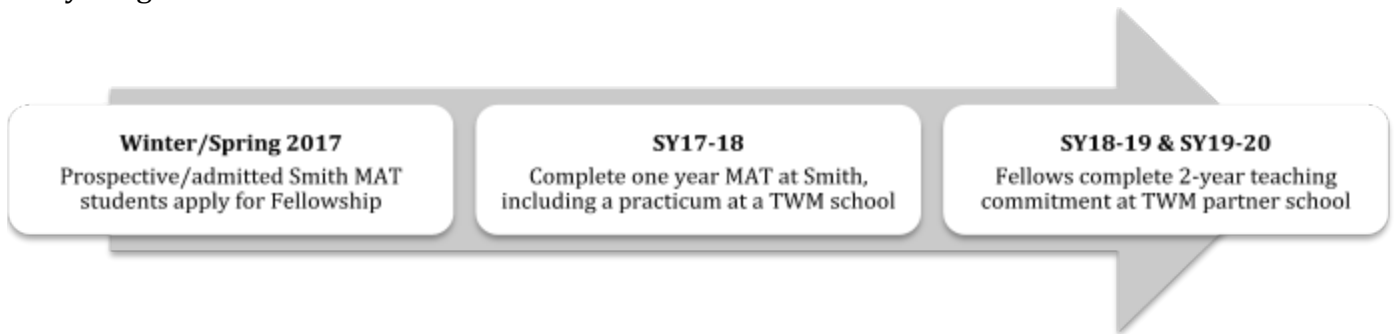 Winter/Spring 2017
Prospective/admitted Smith MAT
students apply for Fellowship
SY17-18
Complete one year MAT at Smith,
including a practicum at a TWM school
SY18-19 & SY19-20
Fellows complete 2-year teaching
commitment at TWM partner school